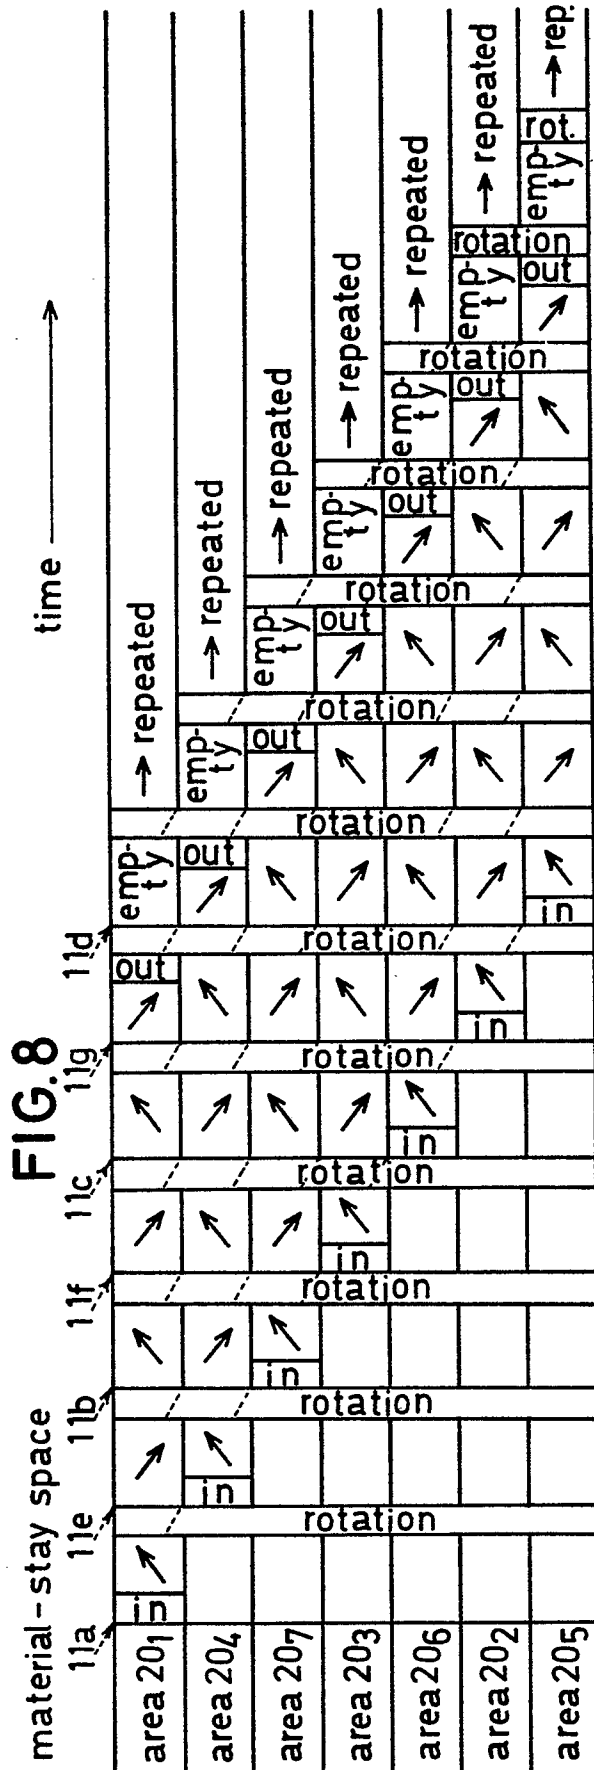 FIG.8
material-stay space
time
11a 11e 11b 11f 11c 11g 11d
area 201
area 204
area 207
area 203
area 206
area 202
area 205
in
rotation
in
rotation
in
rotation
in
rotation
in
rotation
out
in
rotation
emp-
ty
out
in
rotation
→ repeated
emp-
ty
out
rotation
→ repeated
emp-
ty
out
rotation
→ repeated
emp-
ty
out
rotation
→ repeated
emp-
ty
out
rotation
→ repeated
emp-
ty
out
rotation
→ repeated
emp-
ty
rot.
→ rep.